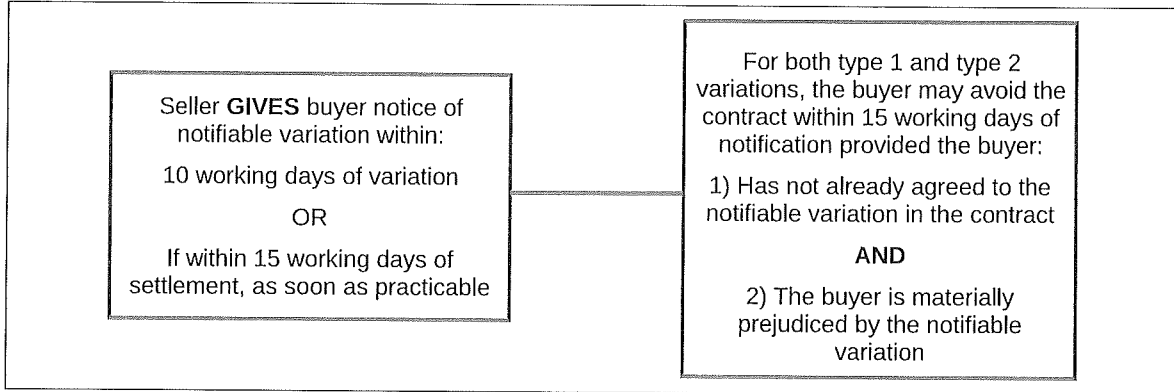 Seller GIVES buyer notice of
notifiable variation within:
10 working days of variation
OR
If within 15 working days of
settlement, as soon as practicable
For both type 1 and type 2
variations, the buyer may avoid the
contract within 15 working days of
notification provided the buyer:
1) Has not already agreed to the
notifiable variation in the contract
AND
2) The buyer is materially
prejudiced by the notifiable
variation